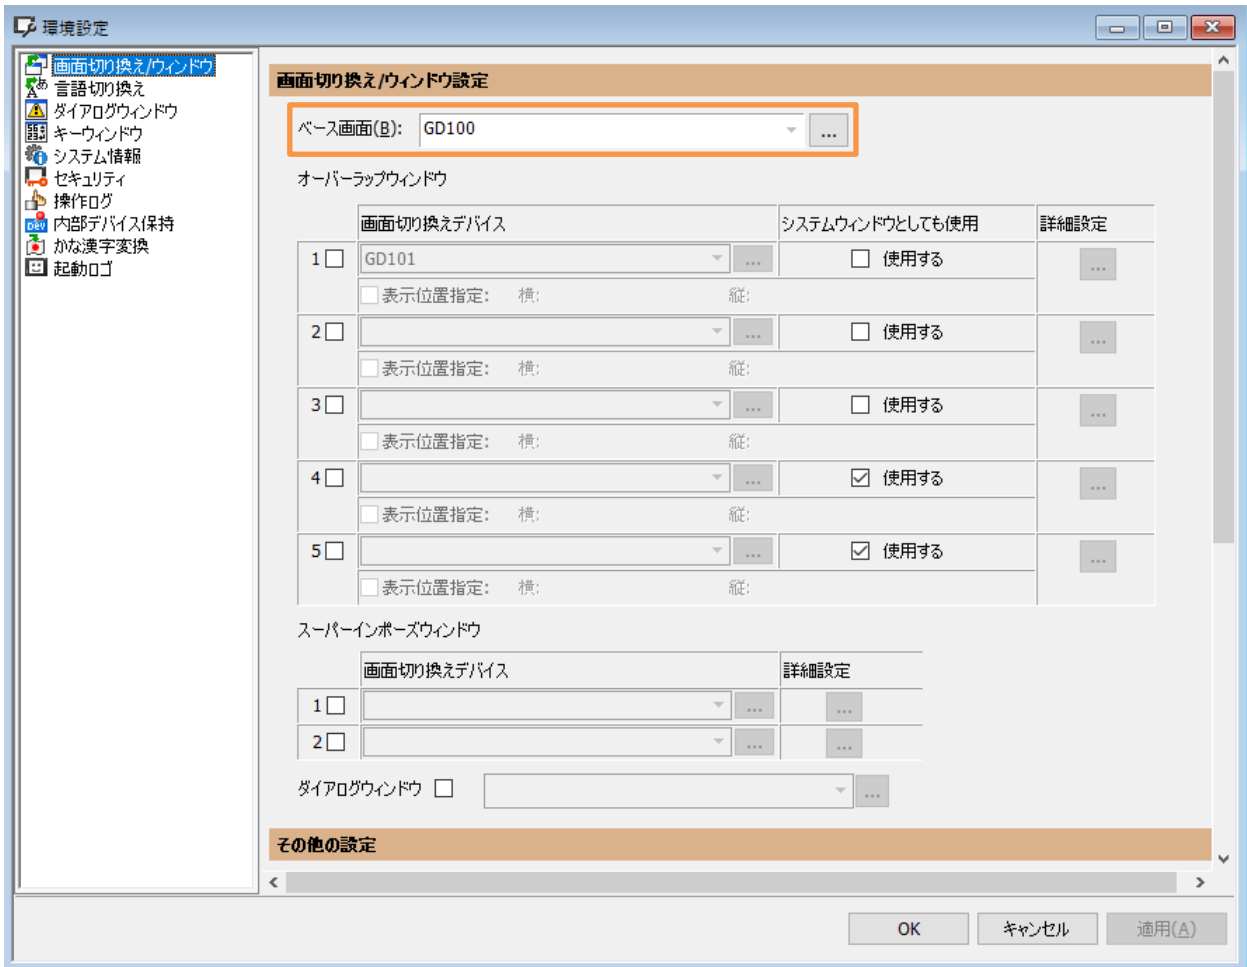 環境設定
画面切り換え/ウィンドウ
言語切り換え
ダイアログウィンドウ
キーウィンドウ
システム情報
セキュリティ
操作ログ
内部デバイス保持
かな漢字変換
起動ロゴ
画面切り換え/ウィンドウ設定
ベース画面(B): GD100 ...
オーバーラップウィンドウ
画面切り換えデバイス システムウィンドウとしても使用 詳細設定
1 GD101 ... 使用する ...
表示位置指定: 横: 縦:
2 ... 使用する ...
表示位置指定: 横: 縦:
3 ... 使用する ...
表示位置指定: 横: 縦:
4 ... 使用する ...
表示位置指定: 横: 縦:
5 ... 使用する ...
表示位置指定: 横: 縦:
スーパーインポーズウィンドウ
画面切り換えデバイス 詳細設定
1 ... ...
2 ... ...
ダイアログウィンドウ ...
その他の設定
OK キャンセル 適用(A)